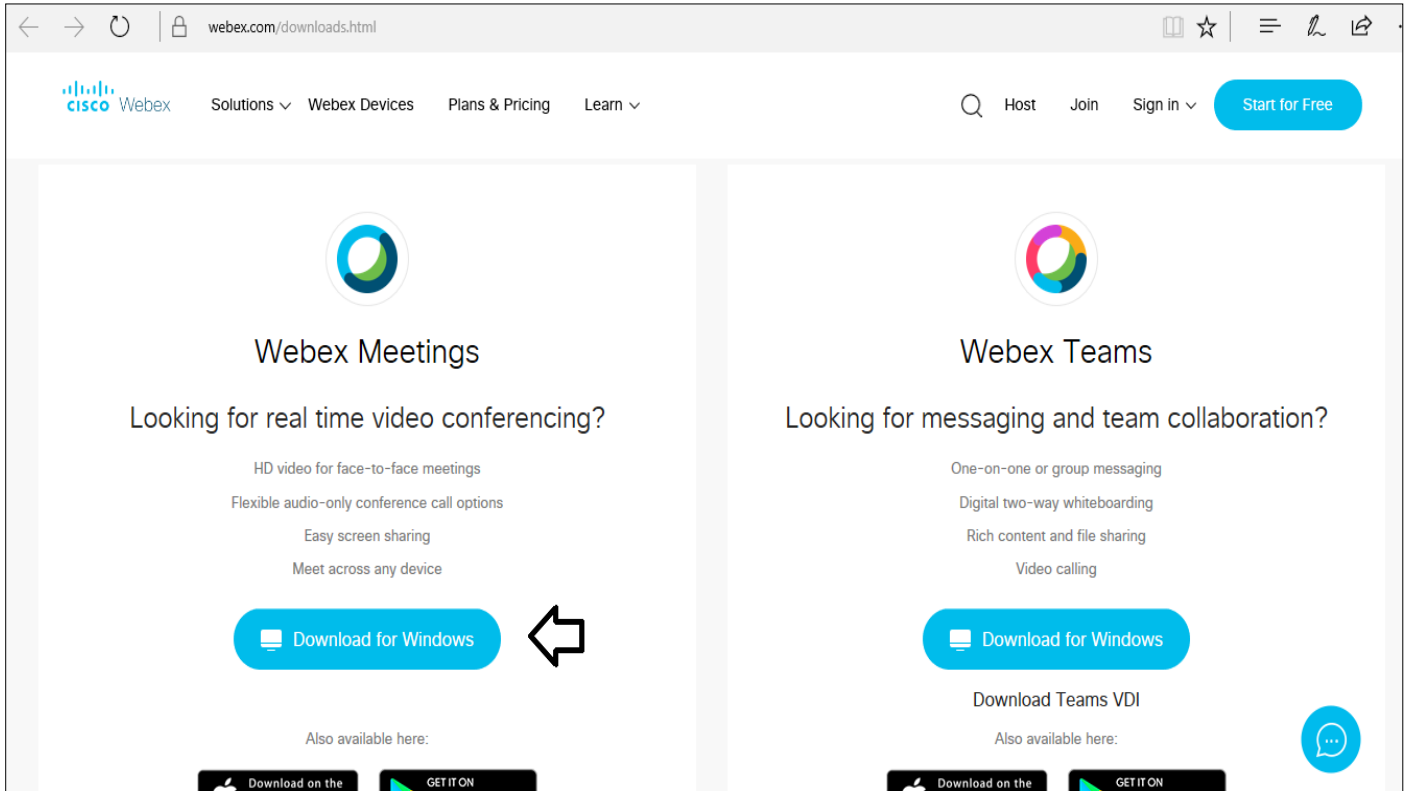 webex.com/downloads.html
cisco Webex
Solutions
Webex Devices
Plans & Pricing
Learn
Host
Join
Sign in
Start for Free
Webex Meetings
Looking for real time video conferencing?
HD video for face-to-face meetings
Flexible audio-only conference call options
Easy screen sharing
Meet across any device
Download for Windows
Also available here:
Download on the
GET IT ON
Webex Teams
Looking for messaging and team collaboration?
One-on-one or group messaging
Digital two-way whiteboarding
Rich content and file sharing
Video calling
Download for Windows
Download Teams VDI
Also available here:
Download on the
GET IT ON